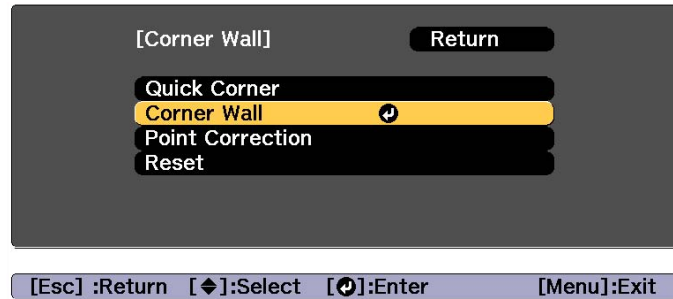 [Corner Wall] Return
Quick Corner
Corner Wall
Point Correction
Reset
[Esc] :Return [◆]:Select [↵]:Enter [Menu]:Exit